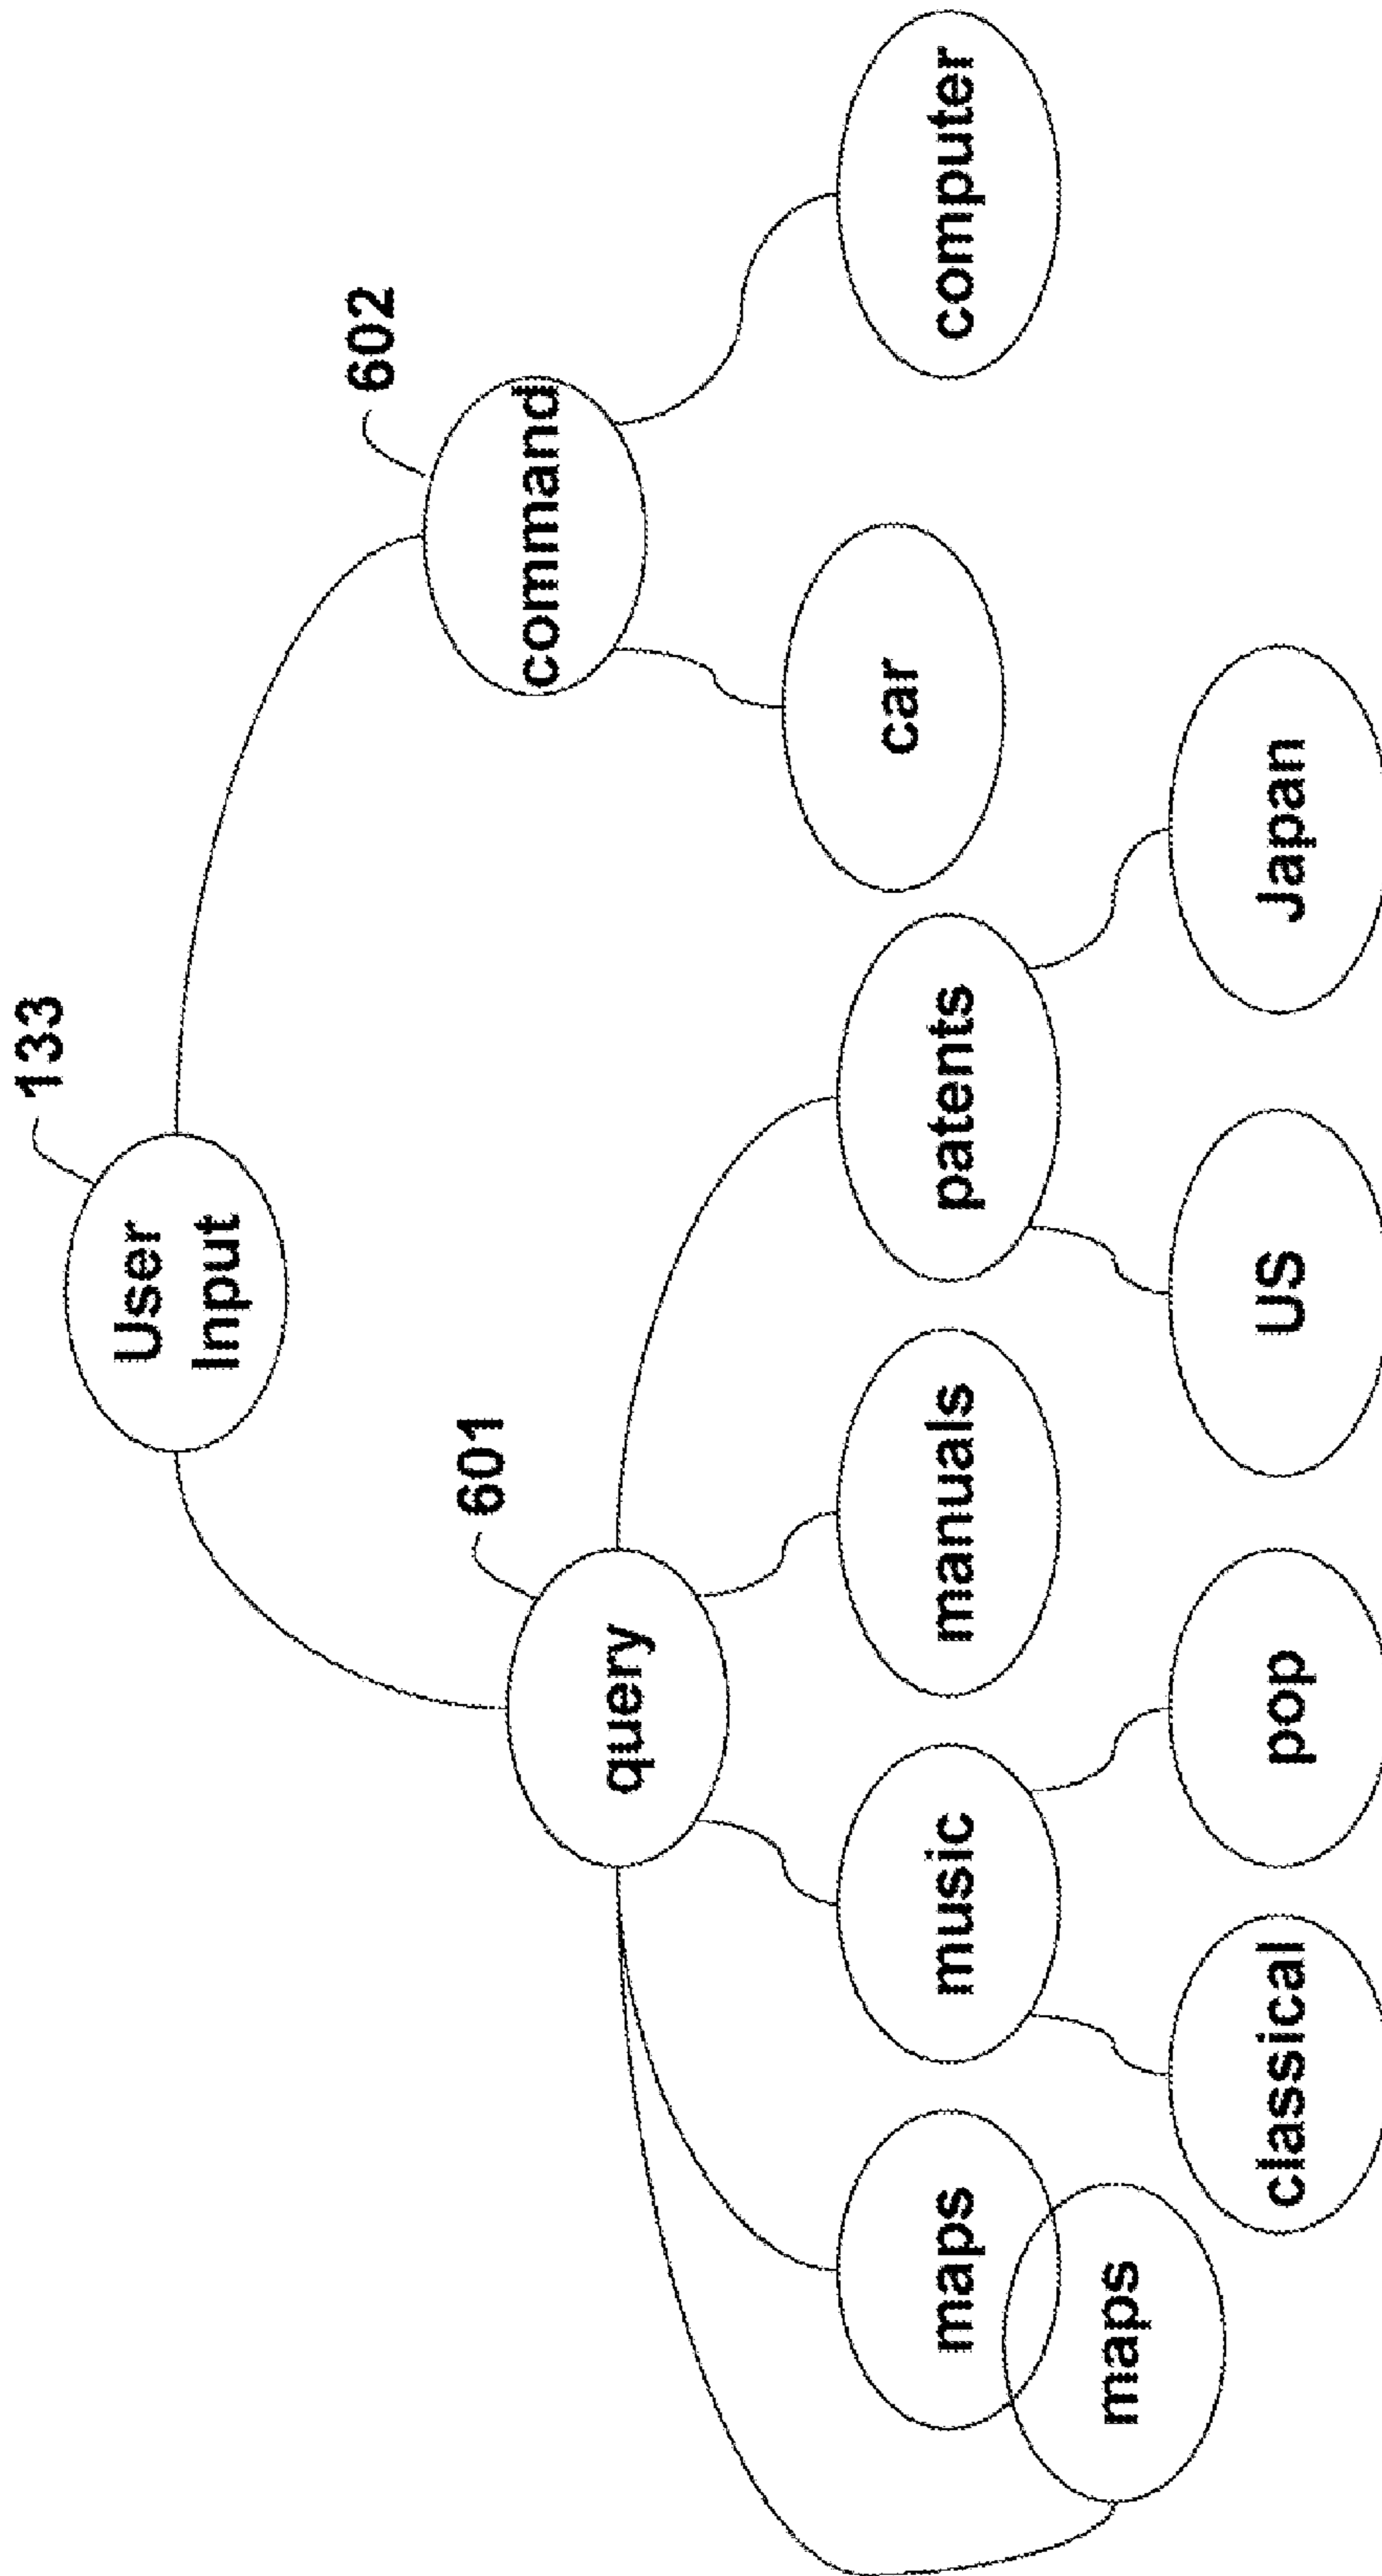 133
User
Input
602
command
601
query
car
computer
maps
music
manuals
patents
maps
classical
pop
US
Japan